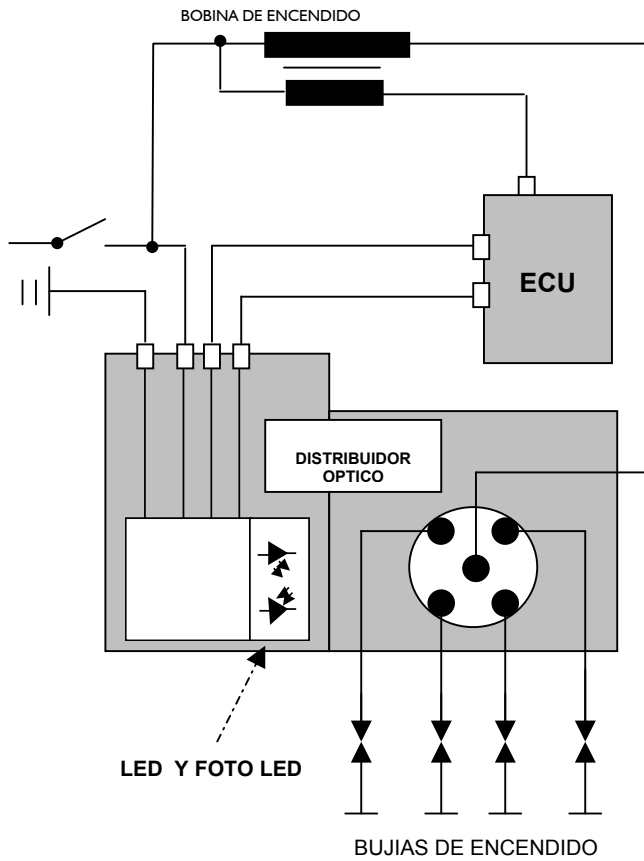 BOBINA DE ENCENDIDO
ECU
DISTRIBUIDOR
OPTICO
LED Y FOTO LED
BUJIAS DE ENCENDIDO